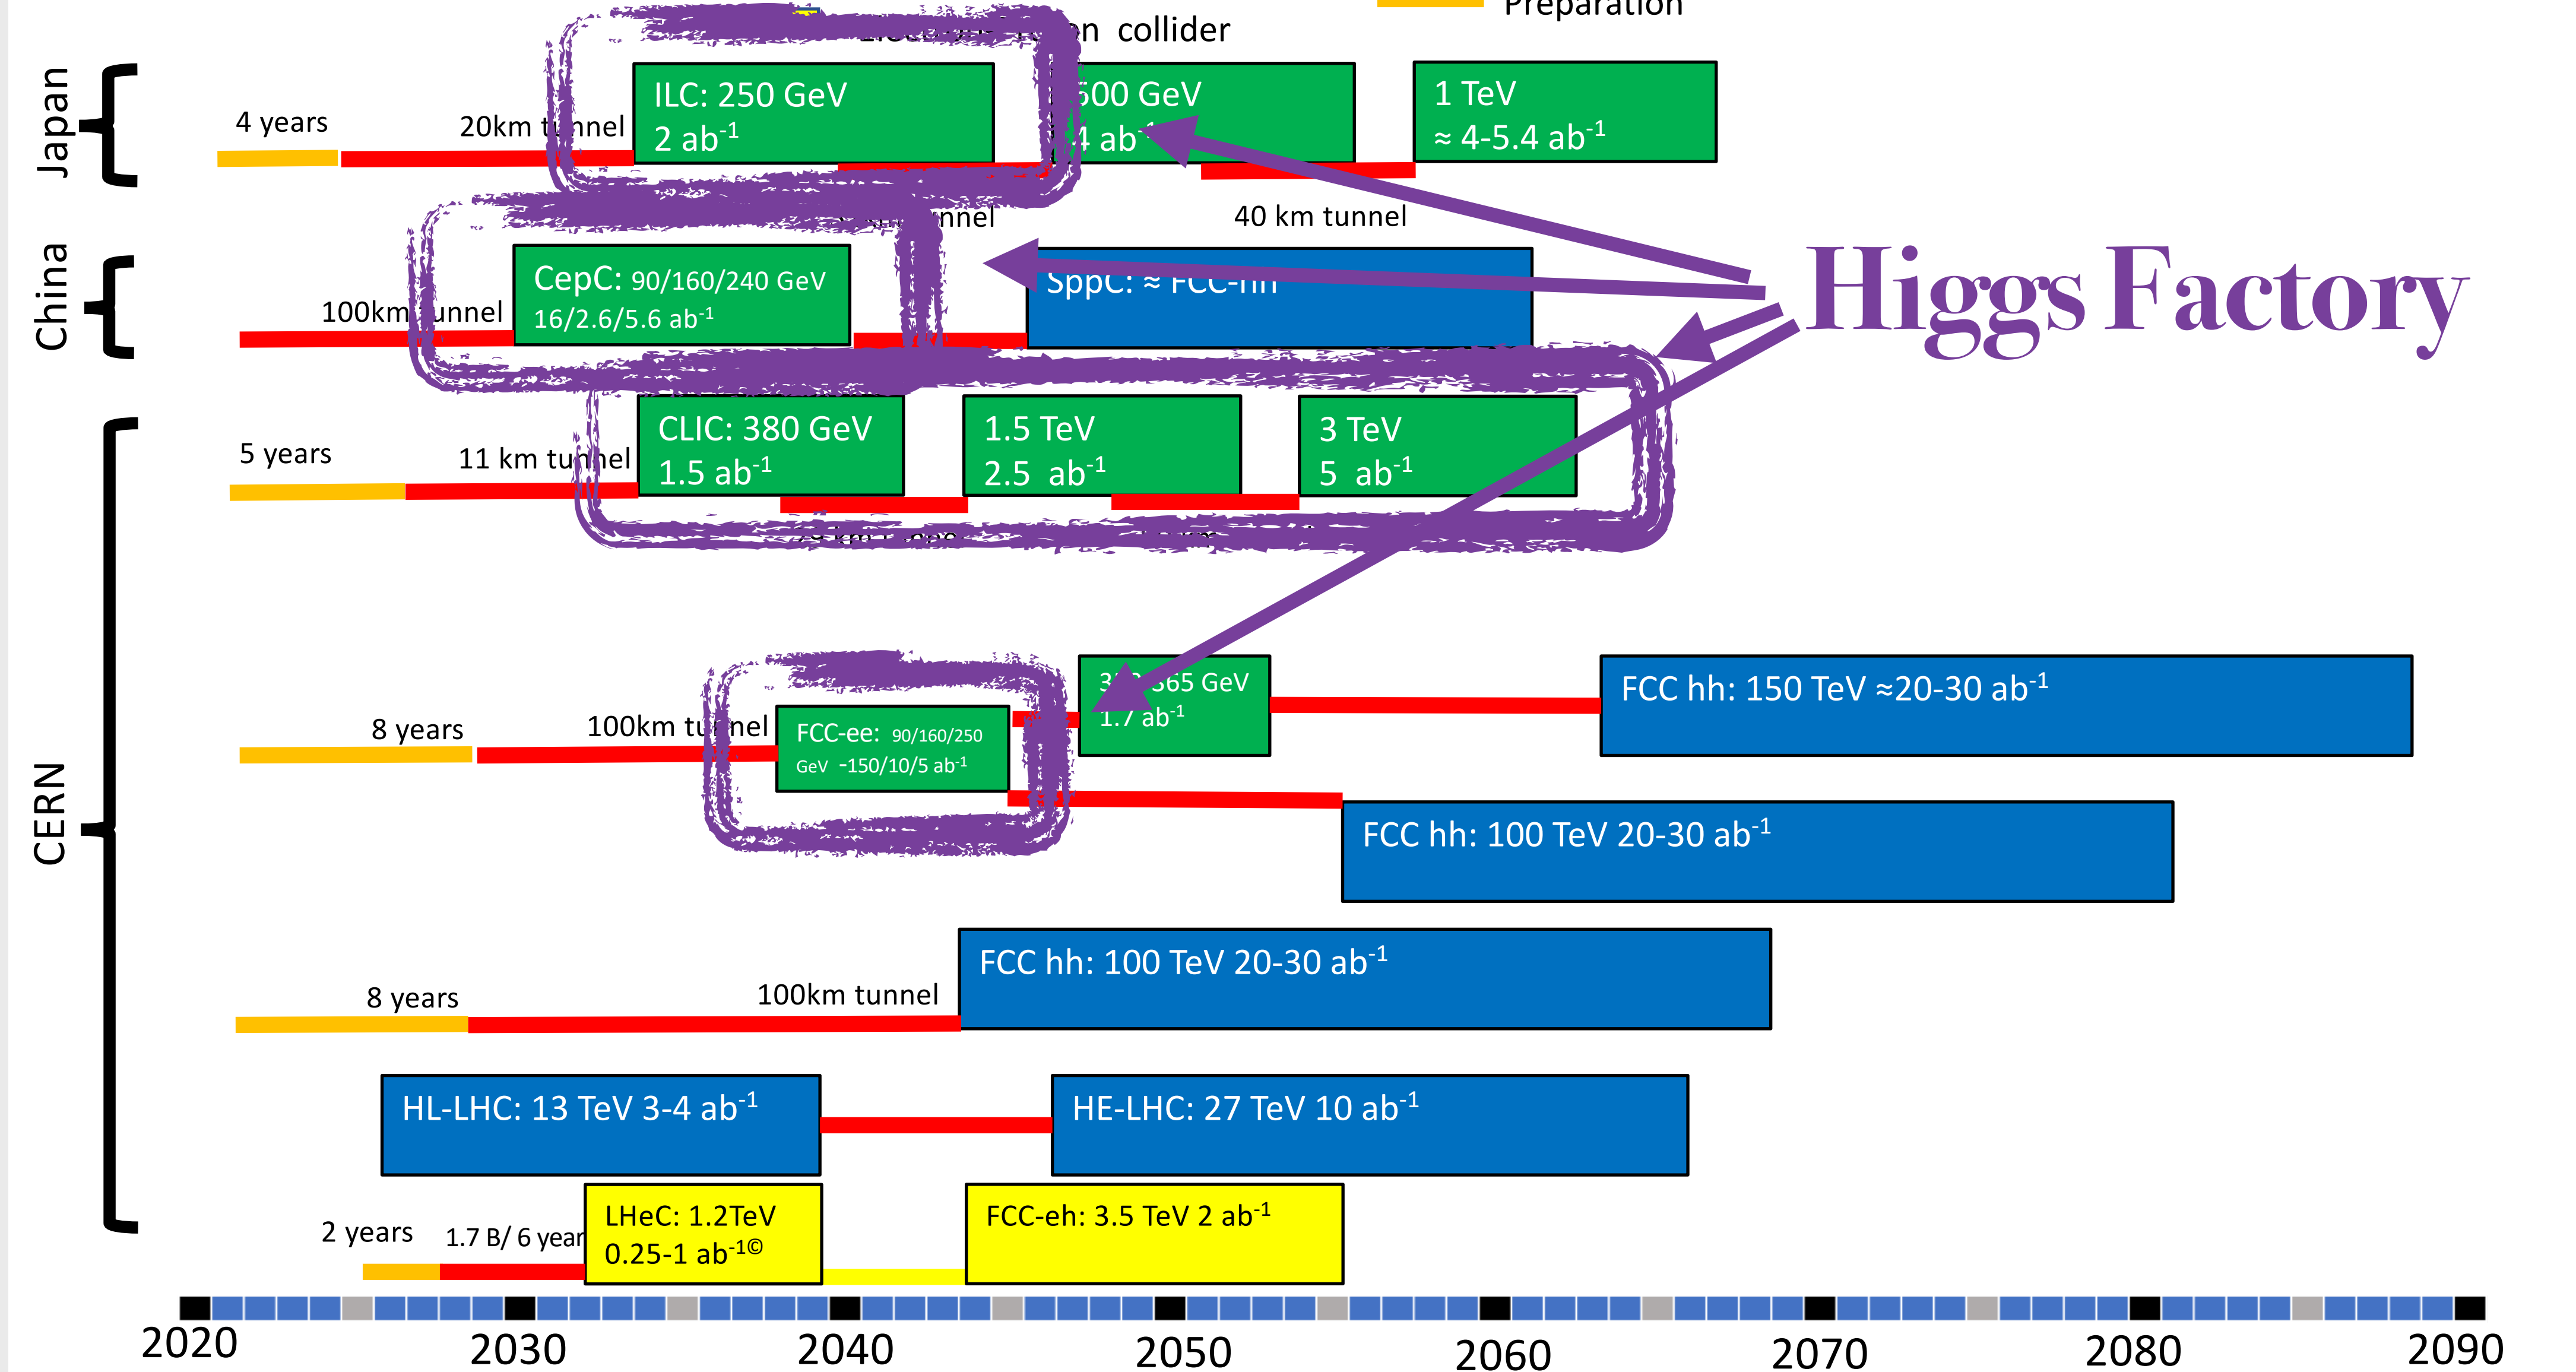 Preparation
collider
Japan
4 years
20km tunnel
ILC: 250 GeV
2 ab-1
500 GeV
4 ab-1
1 TeV
≈ 4-5.4 ab-1
40 km tunnel
China
100km tunnel
CepC: 90/160/240 GeV
16/2.6/5.6 ab-1
SppC: ≈ FCC-hh
Higgs Factory
CERN
5 years
11 km tunnel
CLIC: 380 GeV
1.5 ab-1
1.5 TeV
2.5 ab-1
3 TeV
5 ab-1
8 years
100km tunnel
FCC-ee: 90/160/250
GeV -150/10/5 ab-1
365 GeV
1.7 ab-1
FCC hh: 150 TeV ≈20-30 ab-1
FCC hh: 100 TeV 20-30 ab-1
8 years
100km tunnel
FCC hh: 100 TeV 20-30 ab-1
HL-LHC: 13 TeV 3-4 ab-1
HE-LHC: 27 TeV 10 ab-1
2 years
1.7 B/ 6 year
LHeC: 1.2TeV
0.25-1 ab-1©
FCC-eh: 3.5 TeV 2 ab-1
2020 2030 2040 2050 2060 2070 2080 2090